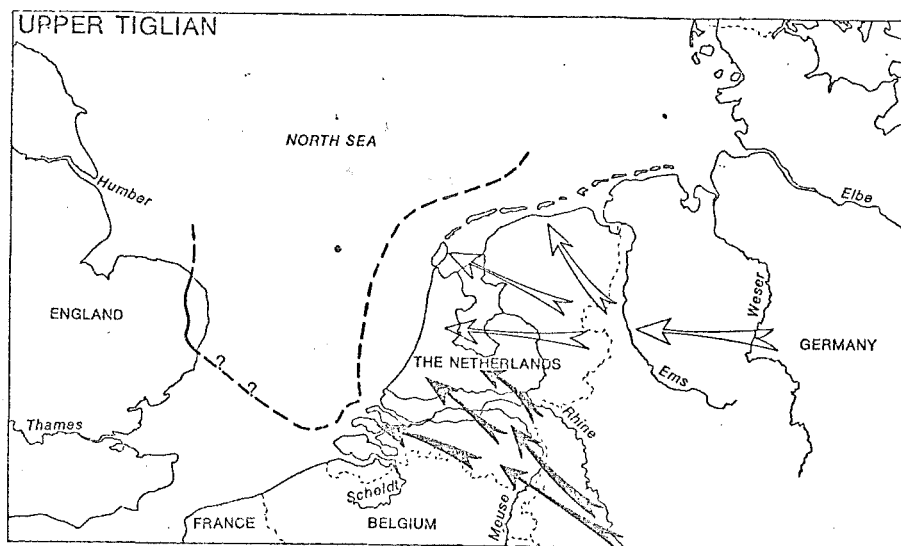 UPPER TIGLIAN
NORTH SEA
Humber
Elbe
Weser
ENGLAND
GERMANY
THE NETHERLANDS
Ems
?
?
Rhine
Thames
Scheldt
Meuse
FRANCE
BELGIUM